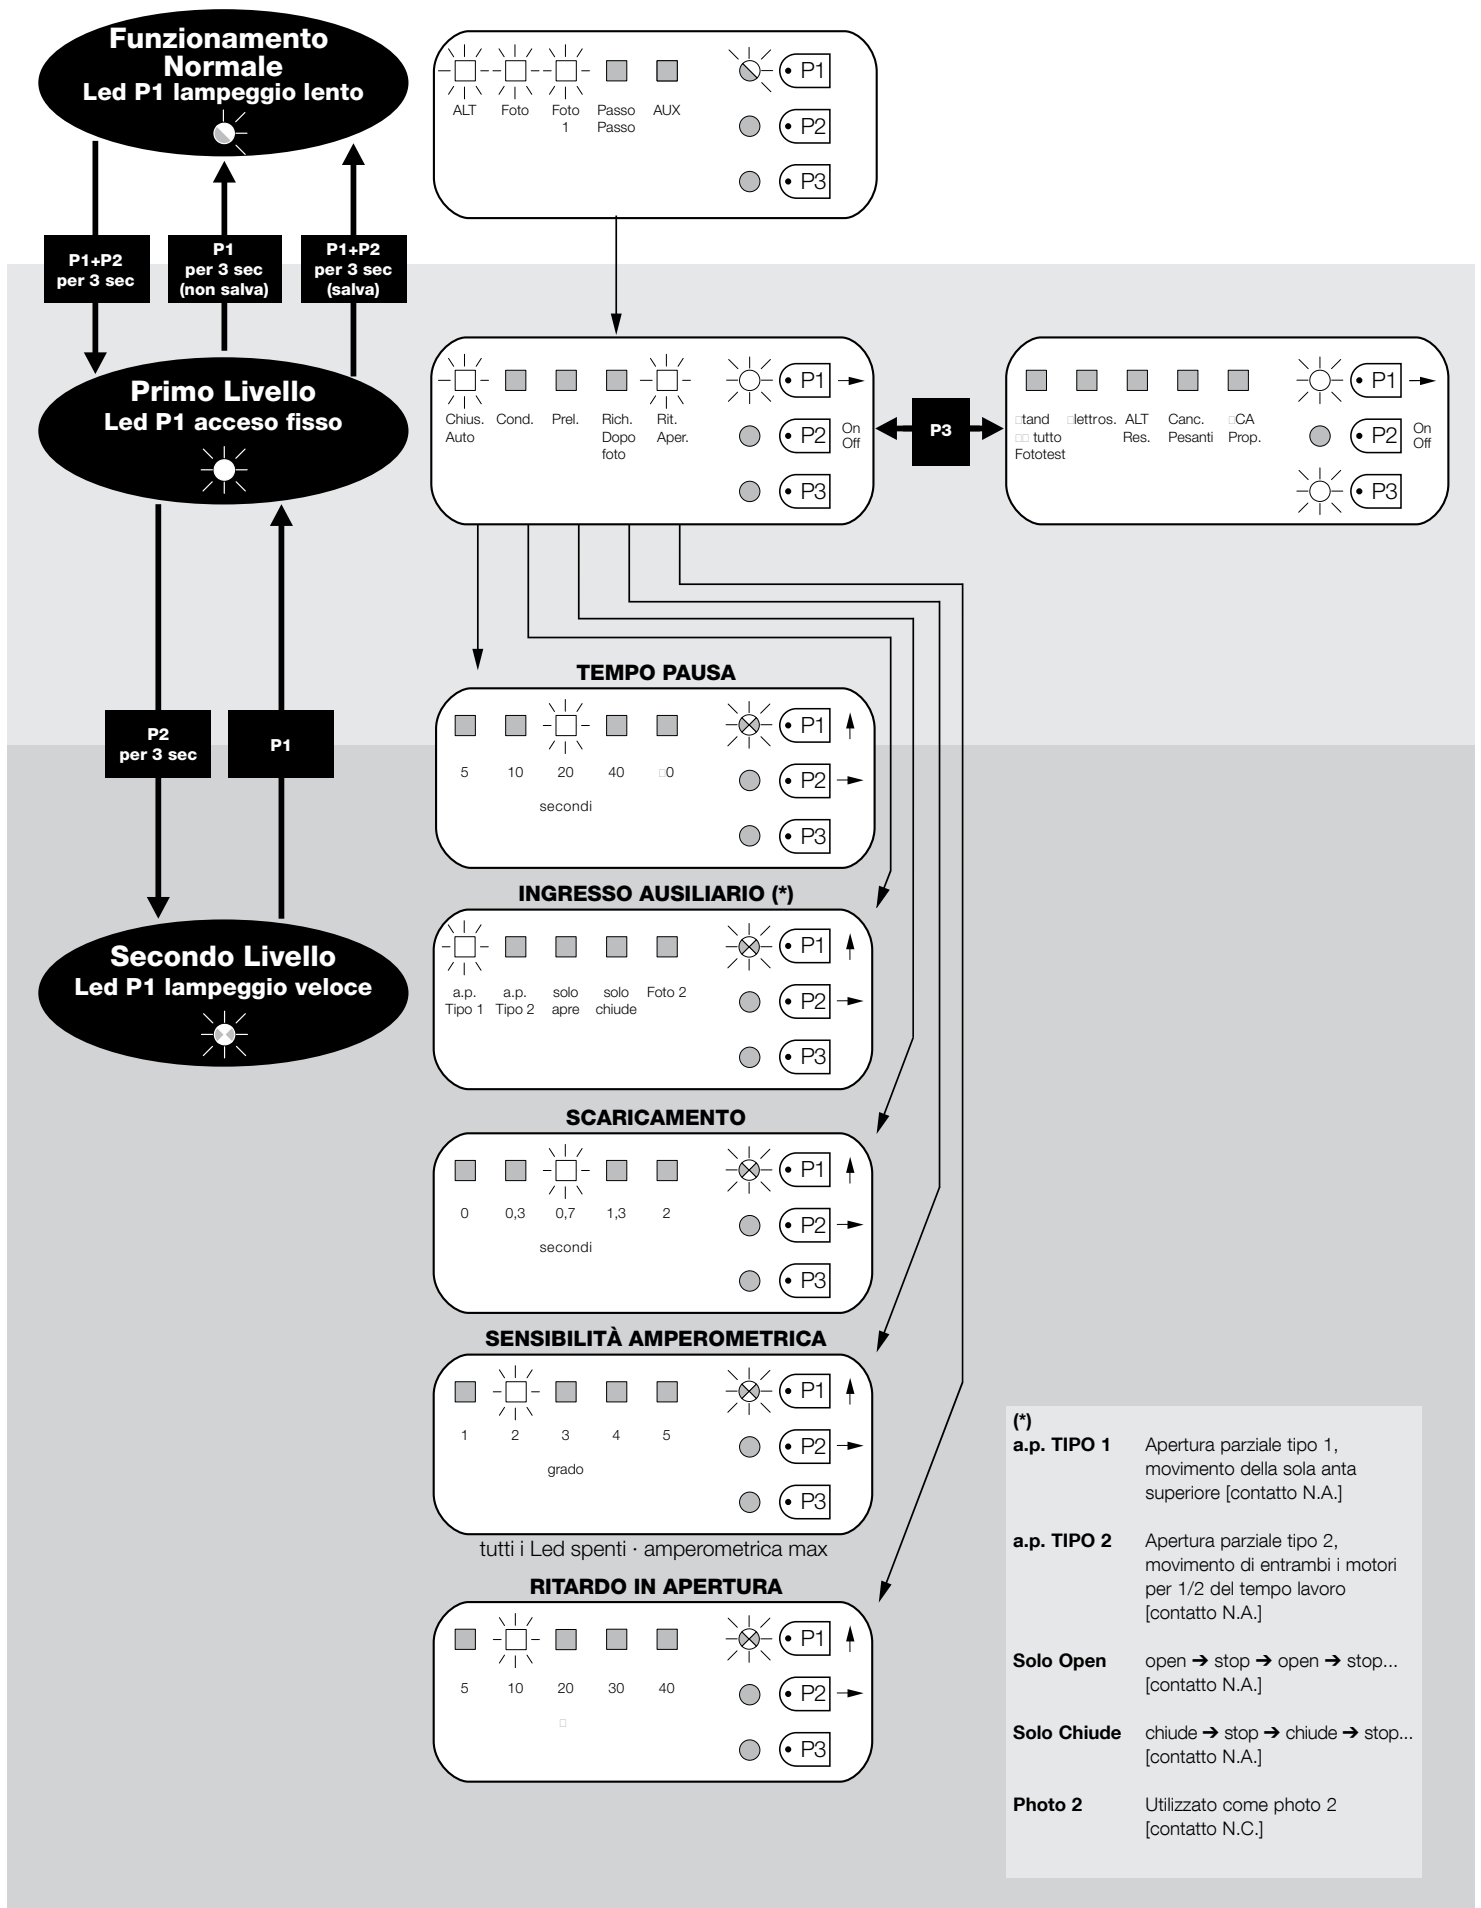 Funzionamento
Normale
Led P1 lampeggio lento
ALT Foto Foto 1 Passo Passo AUX
P1
P2
P3
P1+P2
per 3 sec
P1
per 3 sec
(non salva)
P1+P2
per 3 sec
(salva)
Primo Livello
Led P1 acceso fisso
Chius. Auto Cond. Prel. Rich. Dopo foto Rit. Aper.
P1
P2 On Off
P3
P3
tutto
Fototest
ALT Res. Canc. Pesanti
Prop.
P1
P2 On Off
P3
P2
per 3 sec
P1
Secondo Livello
Led P1 lampeggio veloce
TEMPO PAUSA
5 10 20 40
secondi
P1
P2
P3
INGRESSO AUSILIARIO (*)
a.p. Tipo 1 a.p. Tipo 2 solo apre solo chiude Foto 2
P1
P2
P3
SCARICAMENTO
0 0,3 0,7 1,3 2
secondi
P1
P2
P3
SENSIBILITÀ AMPEROMETRICA
1 2 3 4 5
grado
P1
P2
P3
tutti i Led spenti · amperometrica max
RITARDO IN APERTURA
5 10 20 30 40
P1
P2
P3
(*)
a.p. TIPO 1 Apertura parziale tipo 1,
movimento della sola anta
superiore [contatto N.A.]
a.p. TIPO 2 Apertura parziale tipo 2,
movimento di entrambi i motori
per 1/2 del tempo lavoro
[contatto N.A.]
Solo Open open ➔ stop ➔ open ➔ stop...
[contatto N.A.]
Solo Chiude chiude ➔ stop ➔ chiude ➔ stop...
[contatto N.A.]
Photo 2 Utilizzato come photo 2
[contatto N.C.]